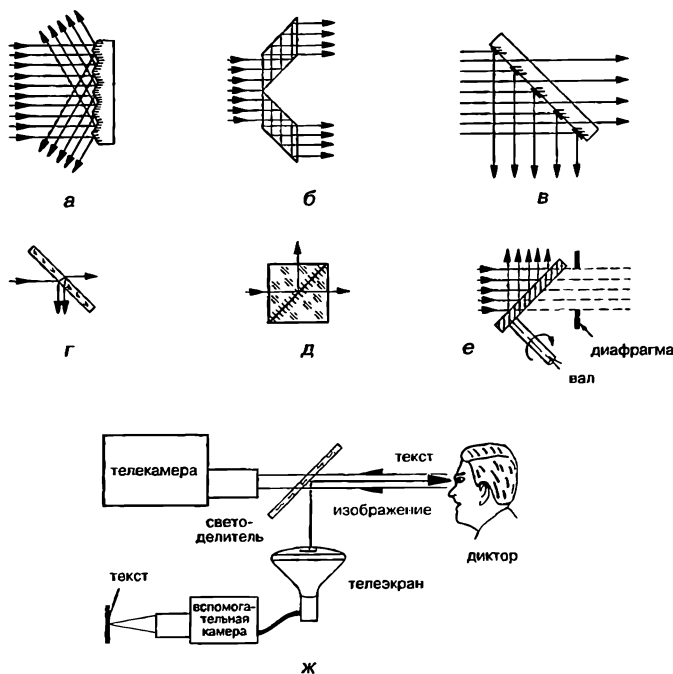 а
б
в
г
д
е
диафрагма
вал
телекамера
текст
свето-
делитель
изображение
диктор
телеэкран
текст
вспомога-
тельная
камера
ж